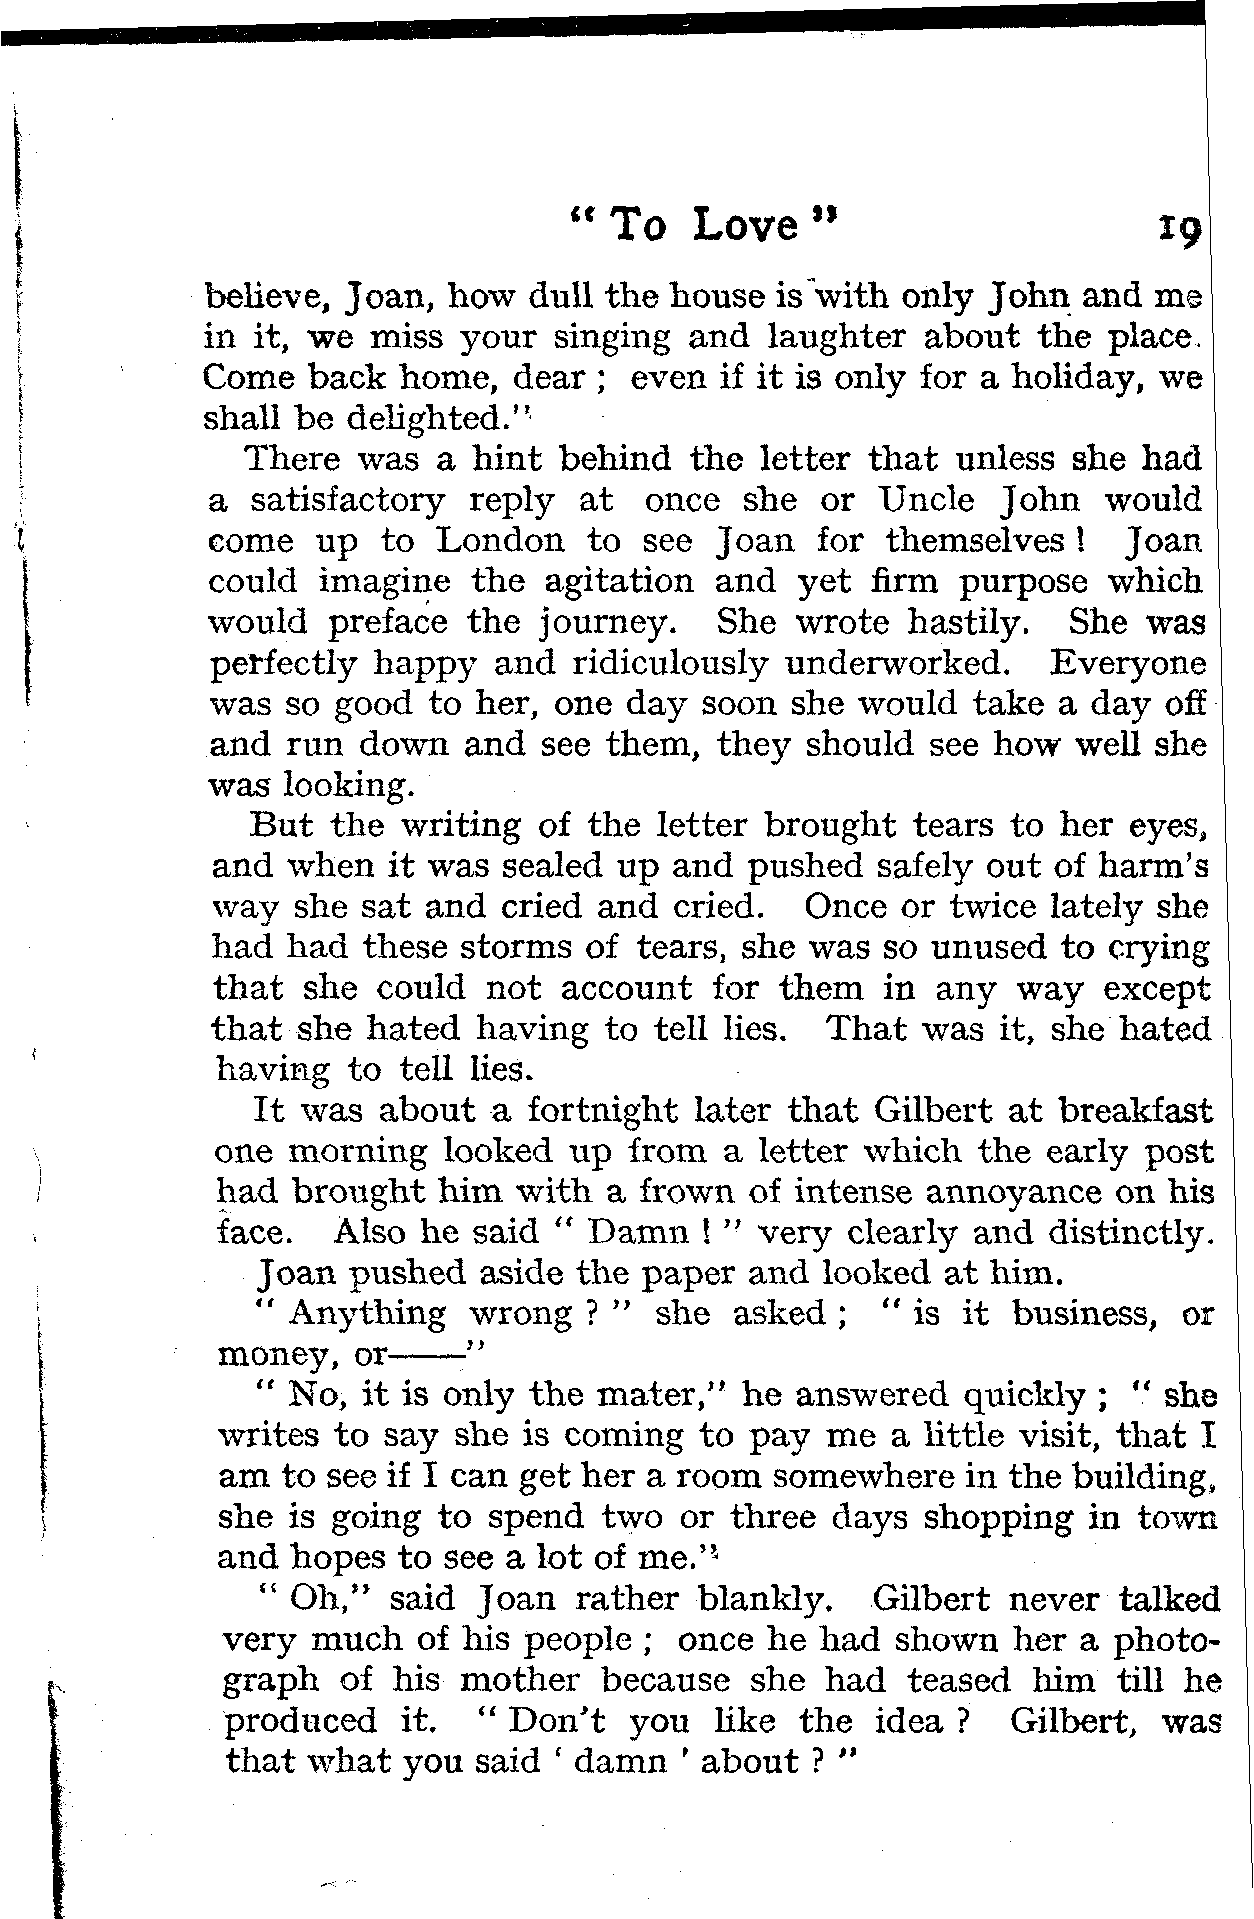 “ To Love ” 19
believe, Joan, how dull the house is with only John and me
in it, we miss your singing and laughter about the place.
Come back home, dear ; even if it is only for a holiday, we
shall be delighted.”
There was a hint behind the letter that unless she had
a satisfactory reply at once she or Uncle John would
come up to London to see Joan for themselves ! Joan
could imagine the agitation and yet firm purpose which
would preface the journey. She wrote hastily. She was
perfectly happy and ridiculously underworked. Everyone
was so good to her, one day soon she would take a day off
and run down and see them, they should see how well she
was looking.
But the writing of the letter brought tears to her eyes,
and when it was sealed up and pushed safely out of harm's
way she sat and cried and cried. Once or twice lately she
had had these storms of tears, she was so unused to crying
that she could not account for them in any way except
that she hated having to tell lies. That was it, she hated
having to tell lies.
It was about a fortnight later that Gilbert at breakfast
one morning looked up from a letter which the early post
had brought him with a frown of intense annoyance on his
face. Also he said “ Damn ! ” very clearly and distinctly.
Joan pushed aside the paper and looked at him.
“ Anything wrong ? ” she asked ; “ is it business, or
money, or——”
“ No, it is only the mater,” he answered quickly ; “ she
writes to say she is coming to pay me a little visit, that I
am to see if I can get her a room somewhere in the building,
she is going to spend two or three days shopping in town
and hopes to see a lot of me.”
“ Oh,” said Joan rather blankly. Gilbert never talked
very much of his people ; once he had shown her a photo-
graph of his mother because she had teased him till he
produced it. “ Don't you like the idea ? Gilbert, was
that what you said ‘ damn ’ about ? ”